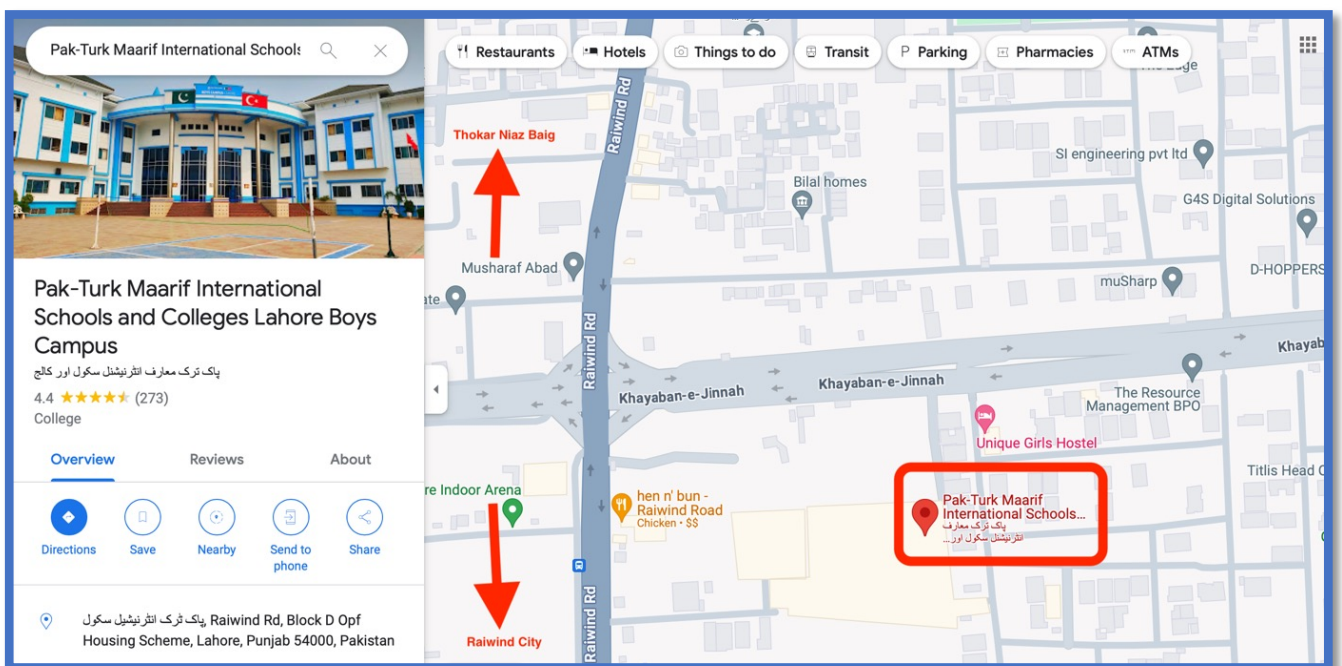 Pak-Turk Maarif International Schools
Restaurants
Hotels
Things to do
Transit
P Parking
Pharmacies
ATMs
Edge
Raiwind Rd
Thokar Niaz Baig
SI engineering pvt ltd
Bilal homes
G4S Digital Solutions
Musharaf Abad
muSharp
D-HOPPERS
Pak-Turk Maarif International
Schools and Colleges Lahore Boys
Campus
پاک ترک معارف انٹرنیشنل سکول اور کالج
4.4 (273)
College
Raiwind Rd
Khayaban-e-Jinnah
Khayaban-e-Jinnah
Khayab
The Resource
Management BPO
Unique Girls Hostel
Overview
Reviews
About
re Indoor Arena
hen n' bun -
Raiwind Road
Chicken • $$
Titlis Head
Pak-Turk Maarif
International Schools...
پاک ترک معارف
انٹرنیشنل سکول اور...
Directions
Save
Nearby
Send to
phone
Share
پاک ٹرک انٹرنیشیل سکول, Raiwind Rd, Block D Opf
Housing Scheme, Lahore, Punjab 54000, Pakistan
Raiwind City
Raiwind Rd